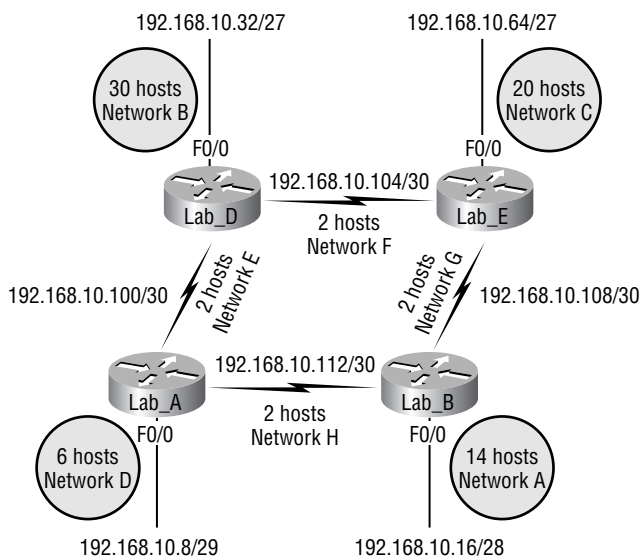 192.168.10.32/27
192.168.10.64/27
30 hosts
Network B
20 hosts
Network C
F0/0
F0/0
192.168.10.104/30
Lab_D
Lab_E
2 hosts
Network F
192.168.10.100/30
2 hosts
Network E
2 hosts
Network G
192.168.10.108/30
192.168.10.112/30
Lab_A
Lab_B
2 hosts
Network H
F0/0
F0/0
6 hosts
Network D
14 hosts
Network A
192.168.10.8/29
192.168.10.16/28